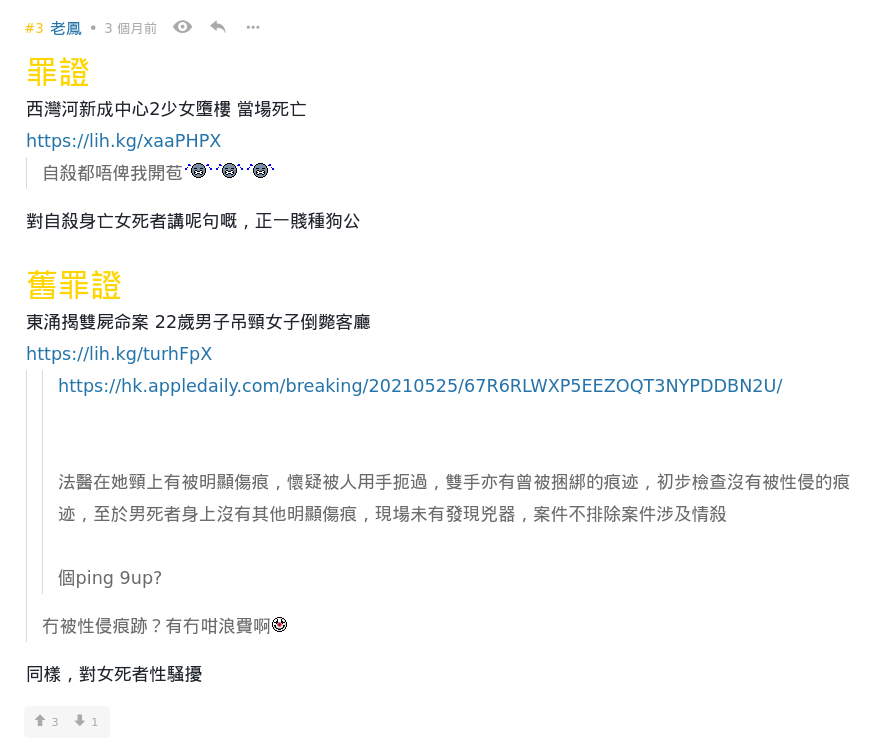 #3 老鳳 • 3 個月前
罪證
西灣河新成中心2少女墮樓 當場死亡
https://lih.kg/xaaPHPX
自殺都唔俾我開苞
對自殺身亡女死者講呢句嘅，正一賤種狗公
舊罪證
東涌揭雙屍命案 22歲男子吊頸女子倒斃客廳
https://lih.kg/turhFpX
https://hk.appledaily.com/breaking/20210525/67R6RLWXP5EEZOQT3NYPDDBN2U/
法醫在她頸上有被明顯傷痕，懷疑被人用手扼過，雙手亦有曾被捆綁的痕迹，初步檢查沒有被性侵的痕
迹，至於男死者身上沒有其他明顯傷痕，現場未有發現兇器，案件不排除案件涉及情殺
個ping 9up?
冇被性侵痕跡？有冇咁浪費啊
同樣，對女死者性騷擾
3 1